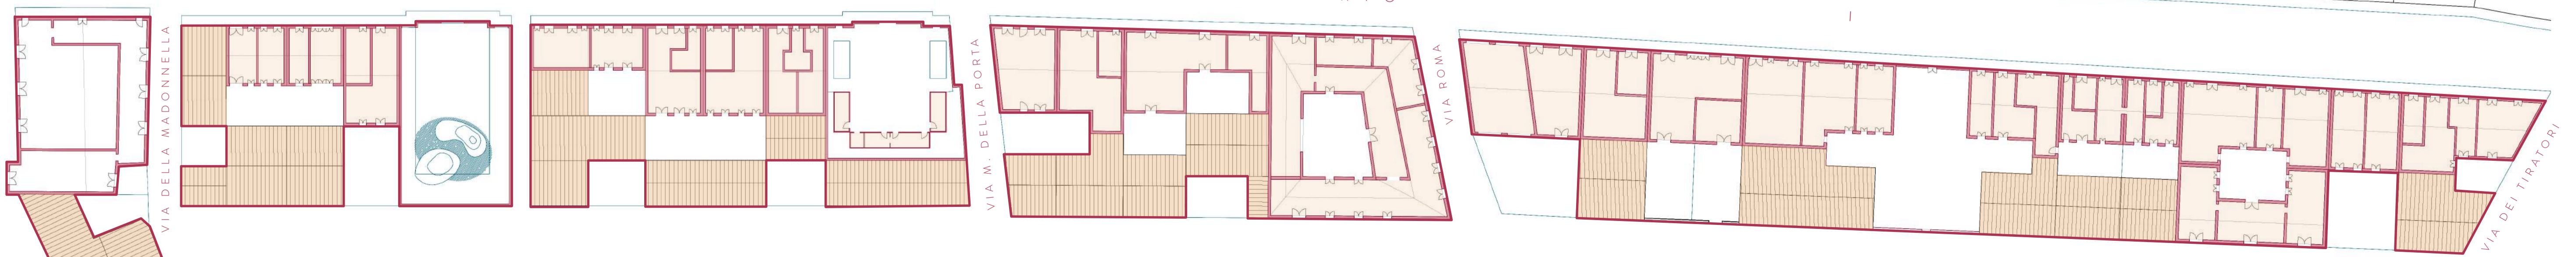 VIA DELLA MADONNELLA
VIA M. DELLA PORTA
VIA ROMA
VIA DEI TIRATORI